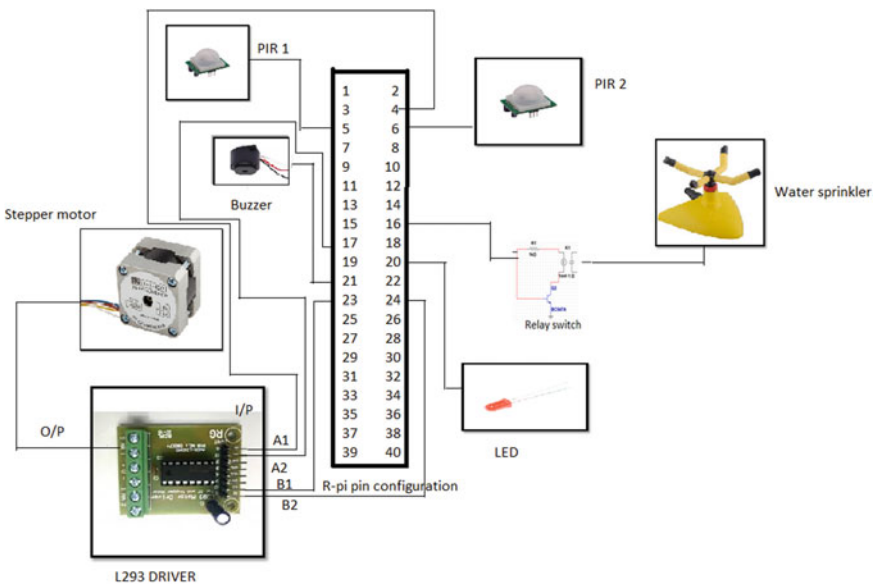 PIR 1
PIR 2
1 2
3 4
5 6
7 8
9 10
11 12
13 14
15 16
17 18
19 20
21 22
23 24
25 26
27 28
29 30
31 32
33 34
35 36
37 38
39 40
R-pi pin configuration
Buzzer
Water sprinkler
Stepper motor
Relay switch
LED
I/P
O/P
A1
A2
B1
B2
RG
L293 DRIVER